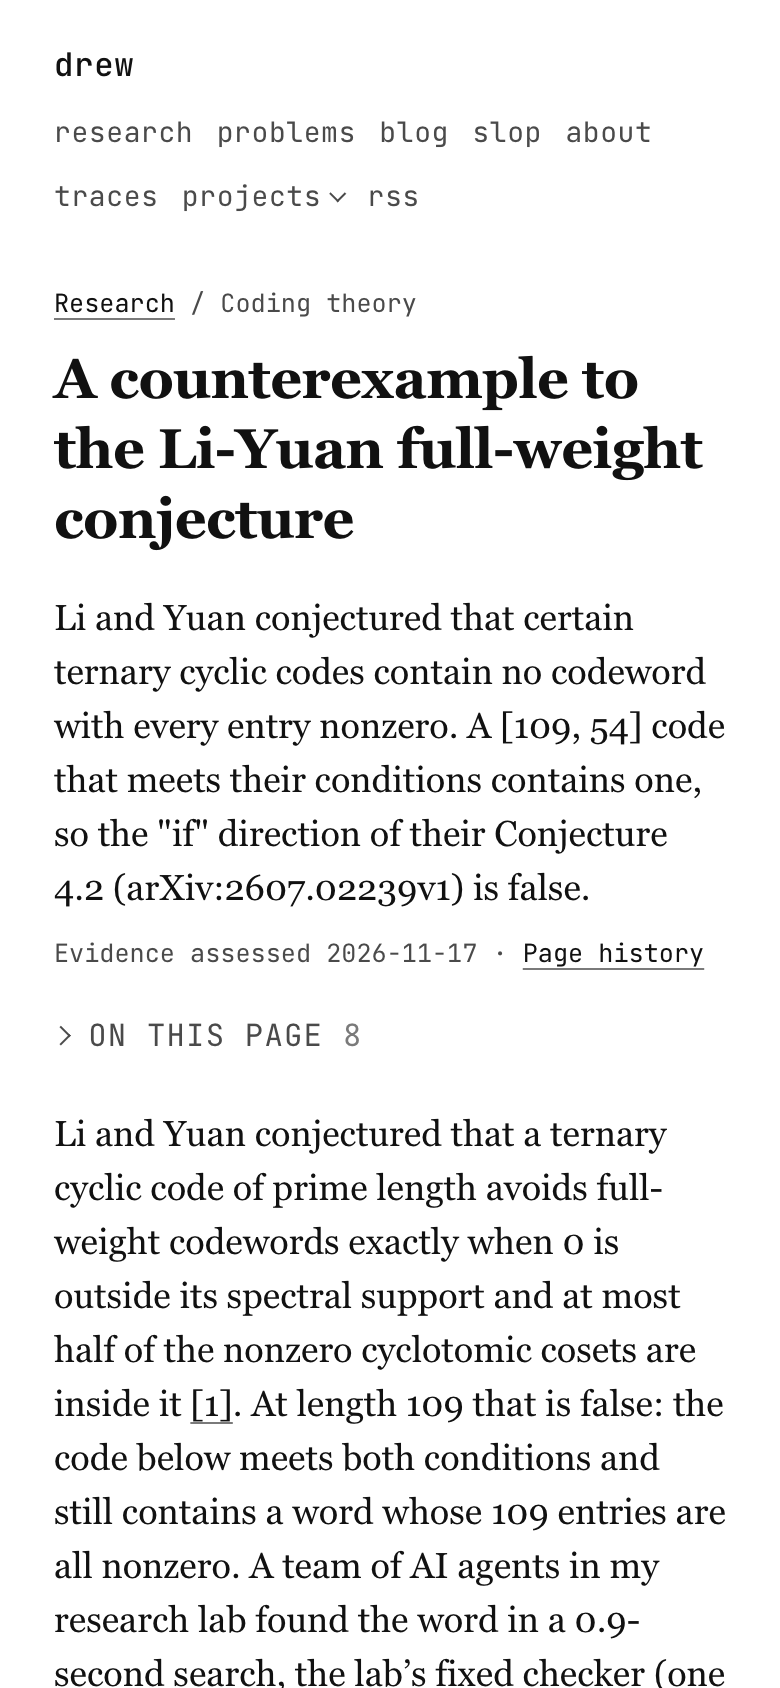 drew
research problems blog slop about
traces projects rss
Research / Coding theory
A counterexample to
the Li-Yuan full-weight
conjecture
Li and Yuan conjectured that certain
ternary cyclic codes contain no codeword
with every entry nonzero. A [109, 54] code
that meets their conditions contains one,
so the "if" direction of their Conjecture
4.2 (arXiv:2607.02239v1) is false.
Evidence assessed 2026-11-17 · Page history
ON THIS PAGE 8
Li and Yuan conjectured that a ternary
cyclic code of prime length avoids full-
weight codewords exactly when 0 is
outside its spectral support and at most
half of the nonzero cyclotomic cosets are
inside it [1]. At length 109 that is false: the
code below meets both conditions and
still contains a word whose 109 entries are
all nonzero. A team of AI agents in my
research lab found the word in a 0.9-
second search, the lab’s fixed checker (one